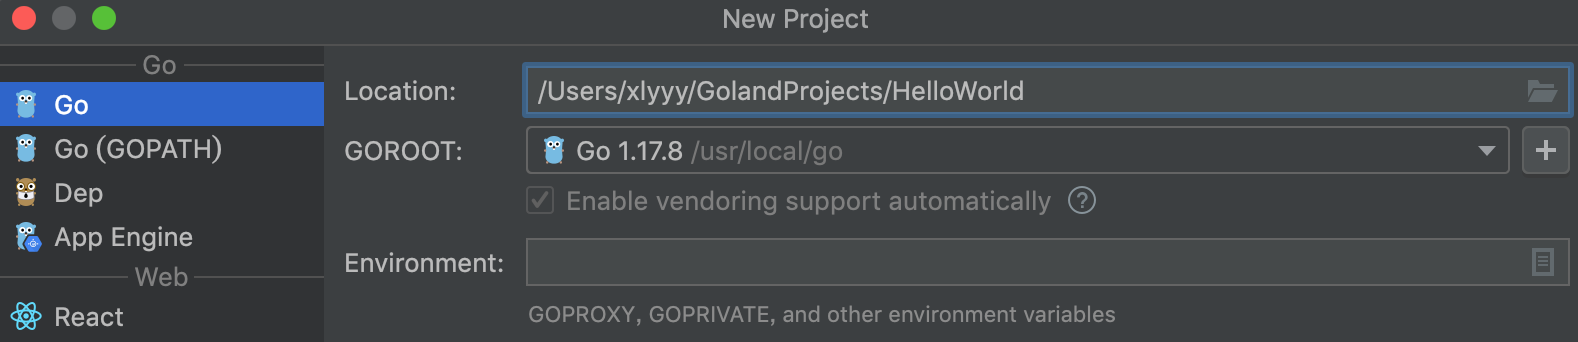 New Project
Go
Go
Go (GOPATH)
Dep
App Engine
Web
React
Location:
/Users/xlyyy/GolandProjects/HelloWorld
GOROOT:
Go 1.17.8 /usr/local/go
+
Enable vendoring support automatically ?
Environment:
GOPROXY, GOPRIVATE, and other environment variables